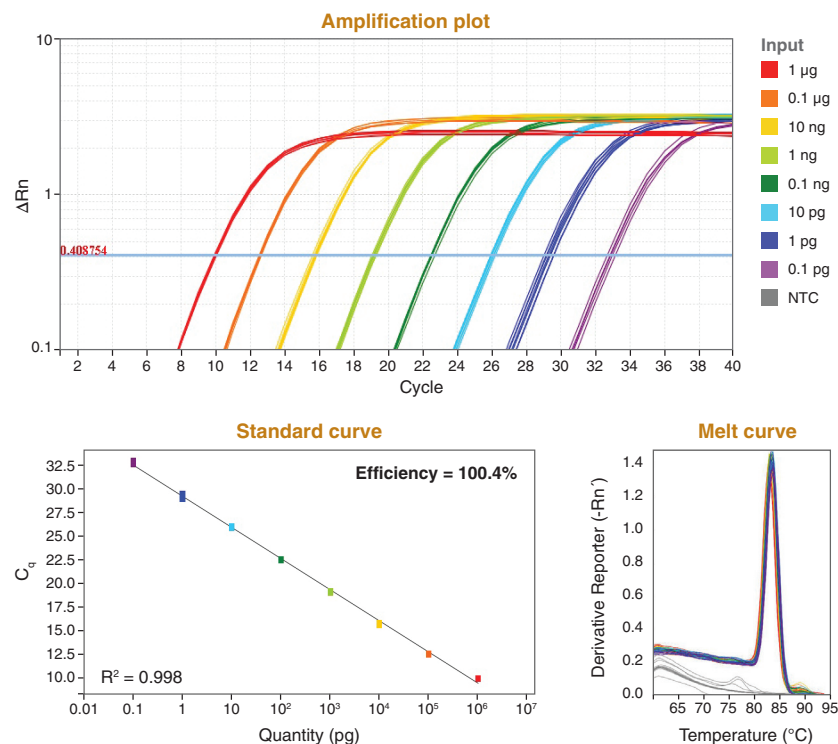 Amplification plot
Input
1 µg
0.1 µg
10 ng
1 ng
0.1 ng
10 pg
1 pg
0.1 pg
NTC
10
1
0.1
ΔRn
0.408754
2 4 6 8 10 12 14 16 18 20 22 24 26 28 30 32 34 36 38 40
Cycle
Standard curve
Efficiency = 100.4%
32.5
30.0
27.5
25.0
22.5
20.0
17.5
15.0
12.5
10.0
Cq
R² = 0.998
0.01 0.1 1 10 10² 10³ 10⁴ 10⁵ 10⁶ 10⁷
Quantity (pg)
Melt curve
1.4
1.2
1.0
0.8
0.6
0.4
0.2
0.0
Derivative Reporter (-Rn')
65 70 75 80 85 90 95
Temperature (°C)